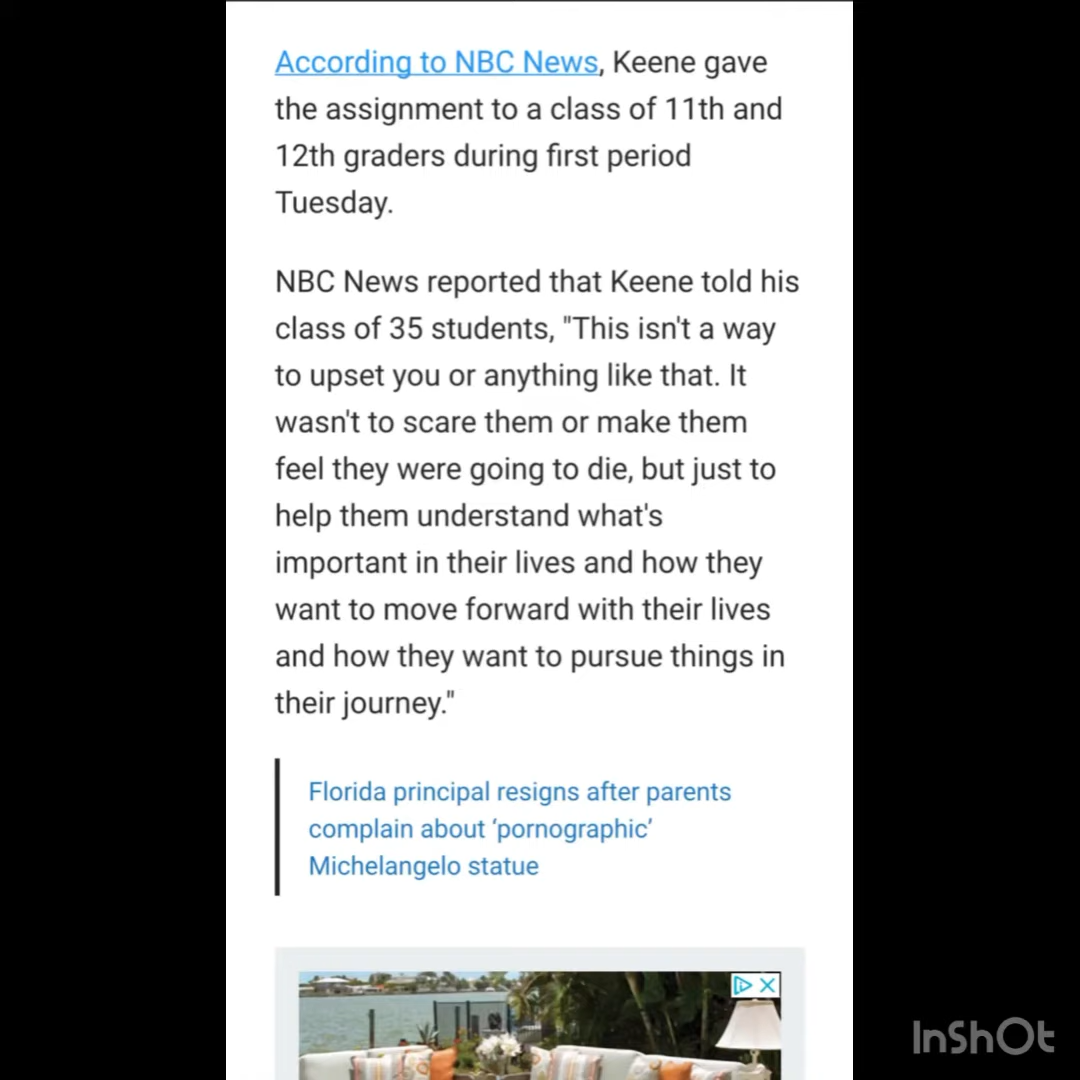 According to NBC News, Keene gave
the assignment to a class of 11th and
12th graders during first period
Tuesday.
NBC News reported that Keene told his
class of 35 students, "This isn't a way
to upset you or anything like that. It
wasn't to scare them or make them
feel they were going to die, but just to
help them understand what's
important in their lives and how they
want to move forward with their lives
and how they want to pursue things in
their journey."
Florida principal resigns after parents
complain about ‘pornographic’
Michelangelo statue
InShOt